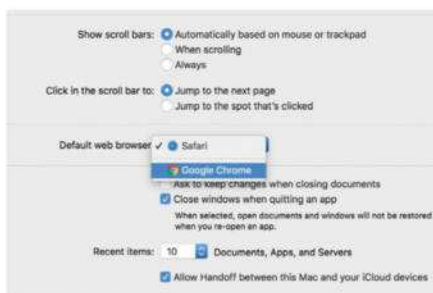 Show scroll bars: Automatically based on mouse or trackpad
When scrolling
Always
Click in the scroll bar to: Jump to the next page
Jump to the spot that's clicked
Default web browser ✓ Safari
Google Chrome
Ask to keep changes when closing documents
Close windows when quitting an app
When selected, open documents and windows will not be restored
when you re-open an app.
Recent items: 10 Documents, Apps, and Servers
Allow Handoff between this Mac and your iCloud devices